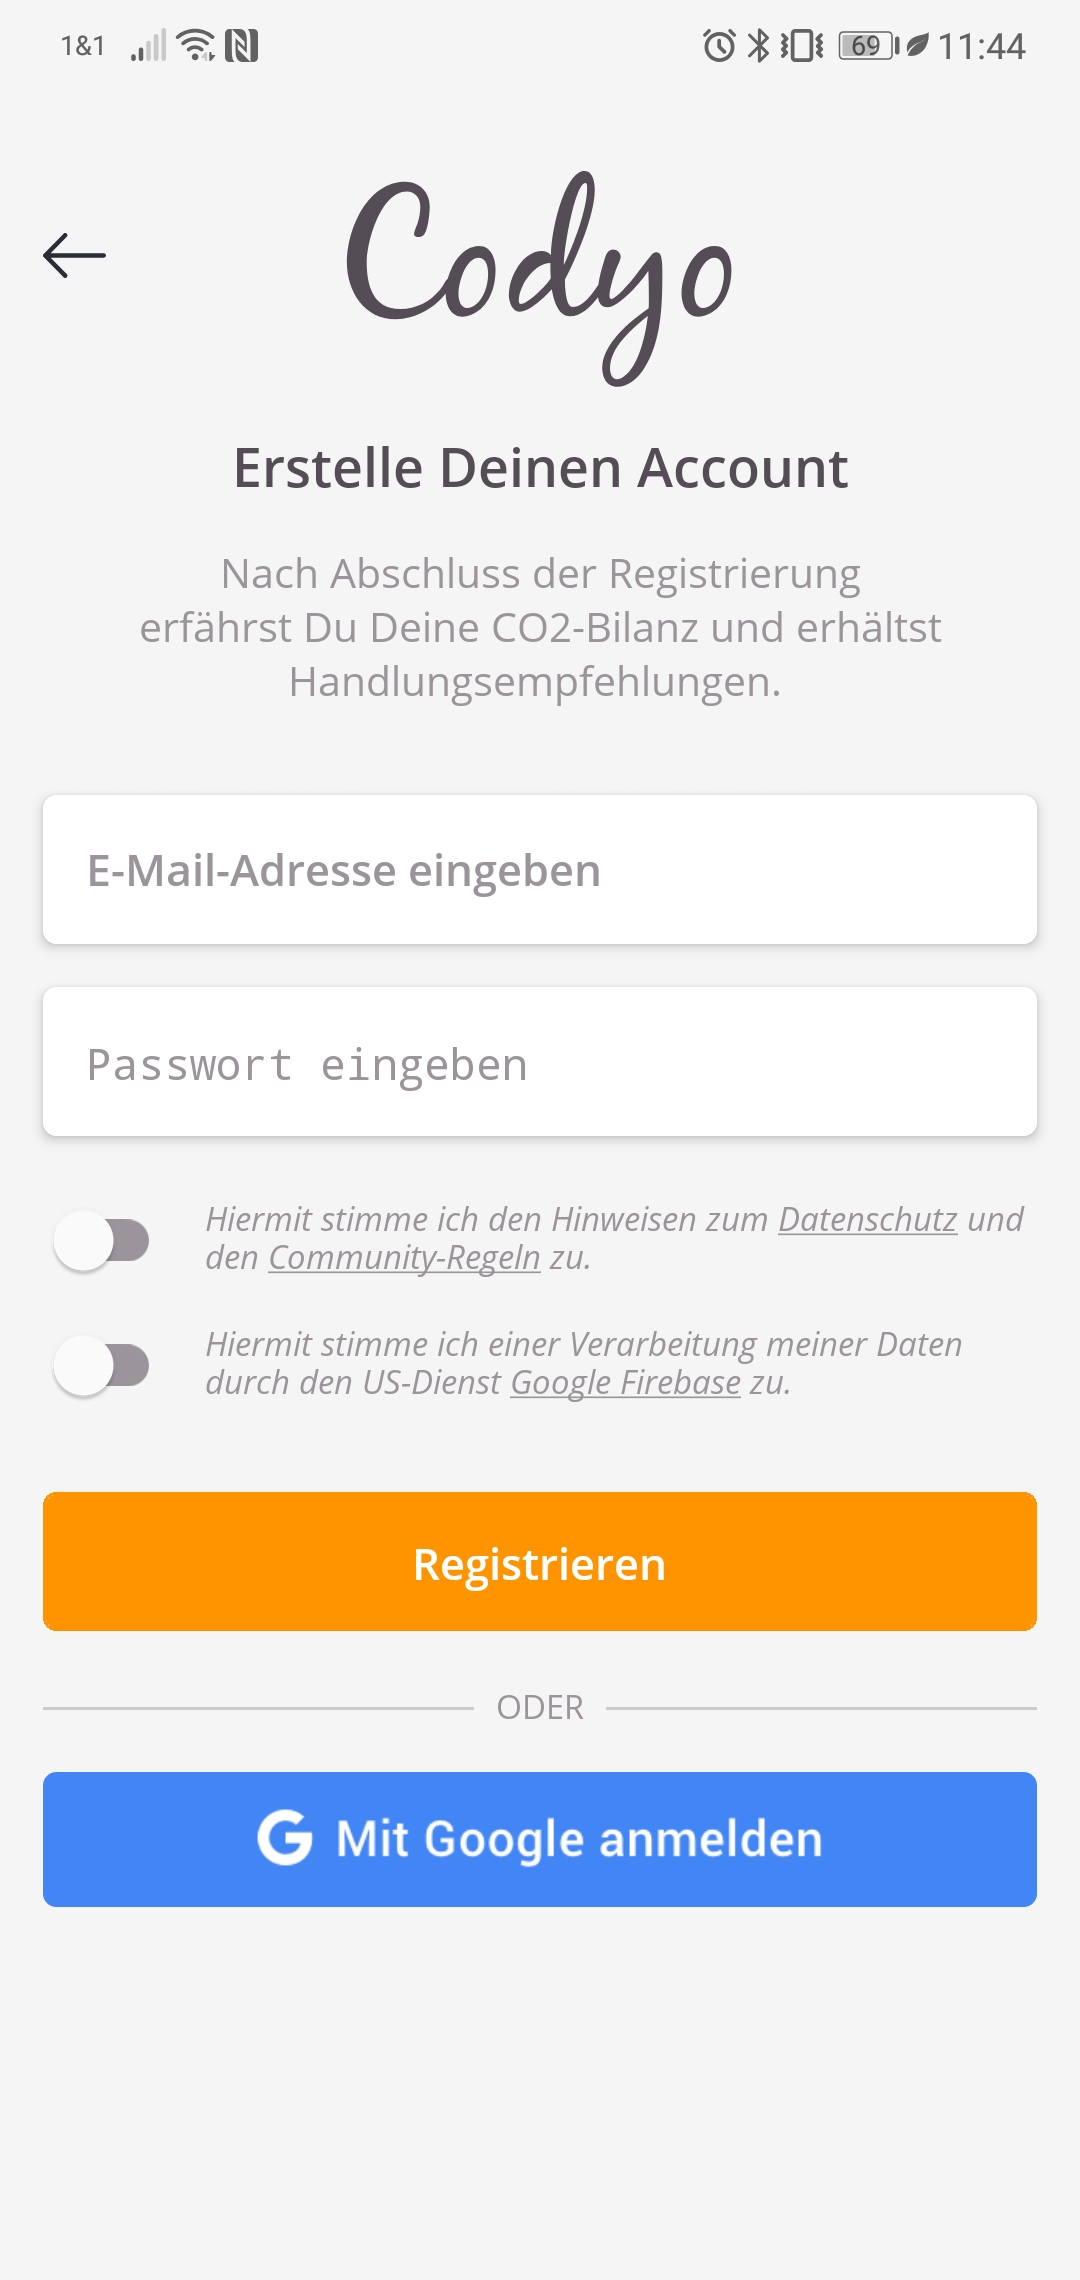 1&1 69 11:44
Codyo
Erstelle Deinen Account
Nach Abschluss der Registrierung
erfährst Du Deine CO2-Bilanz und erhältst
Handlungsempfehlungen.
E-Mail-Adresse eingeben
Passwort eingeben
Hiermit stimme ich den Hinweisen zum Datenschutz und
den Community-Regeln zu.
Hiermit stimme ich einer Verarbeitung meiner Daten
durch den US-Dienst Google Firebase zu.
Registrieren
ODER
G Mit Google anmelden